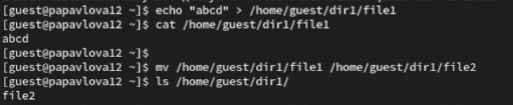 [guest@papavlova12 ~]$ echo "abcd" > /home/guest/dir1/file1
[guest@papavlova12 ~]$ cat /home/guest/dir1/file1
abcd
[guest@papavlova12 ~]$
[guest@papavlova12 ~]$ mv /home/guest/dir1/file1 /home/guest/dir1/file2
[guest@papavlova12 ~]$ ls /home/guest/dir1/
file2